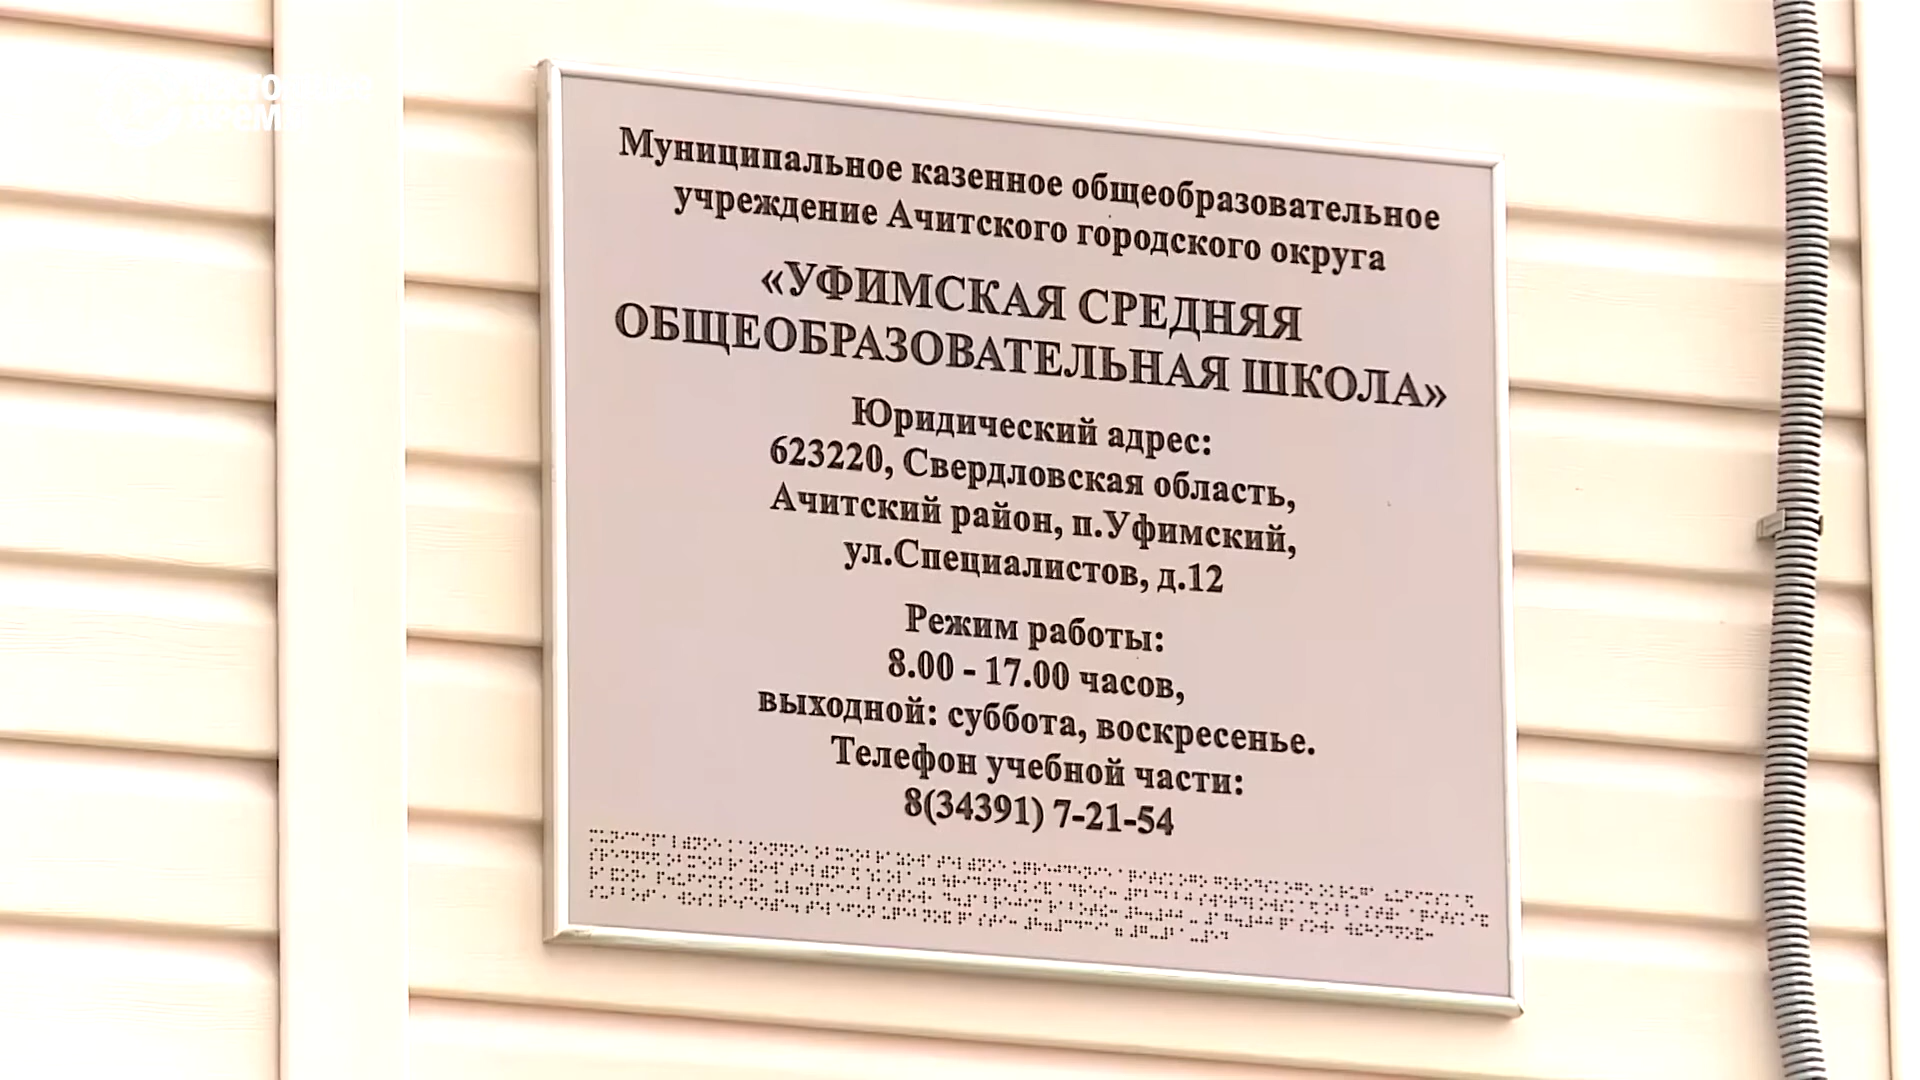 Муниципальное казенное общеобразовательное
учреждение Ачитского городского округа
«УФИМСКАЯ СРЕДНЯЯ
ОБЩЕОБРАЗОВАТЕЛЬНАЯ ШКОЛА»
Юридический адрес:
623220, Свердловская область,
Ачитский район, п.Уфимский,
ул.Специалистов, д.12
Режим работы:
8.00 - 17.00 часов,
выходной: суббота, воскресенье.
Телефон учебной части:
8(34391) 7-21-54